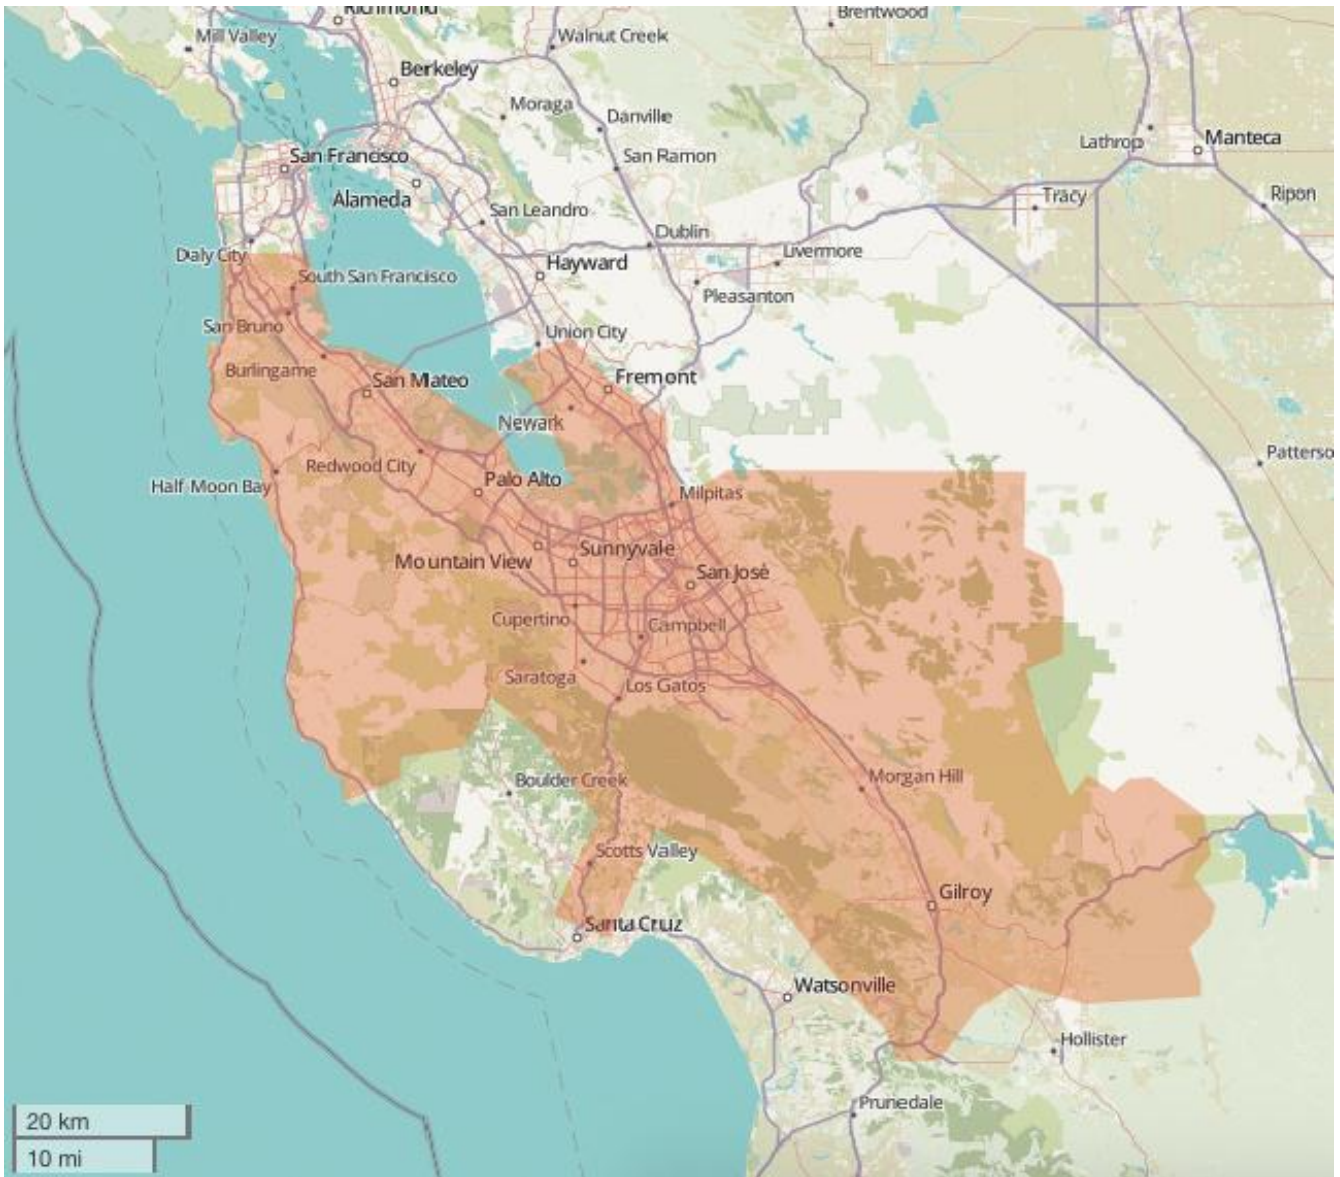 Richmond
Brentwood
Mill Valley
Walnut Creek
Berkeley
Moraga
Danville
Lathrop
Manteca
San Francisco
San Ramon
Alameda
Tracy
Ripon
San Leandro
Dublin
Daly City
Livermore
Hayward
South San Francisco
Pleasanton
San Bruno
Union City
Burlingame
San Mateo
Fremont
Newark
Patterso
Redwood City
Half Moon Bay
Palo Alto
Milpitas
Mountain View
Sunnyvale
San José
Cupertino
Campbell
Saratoga
Los Gatos
Morgan Hill
Boulder Creek
Scotts Valley
Gilroy
Santa Cruz
Watsonville
Hollister
Prunedale
20 km
10 mi